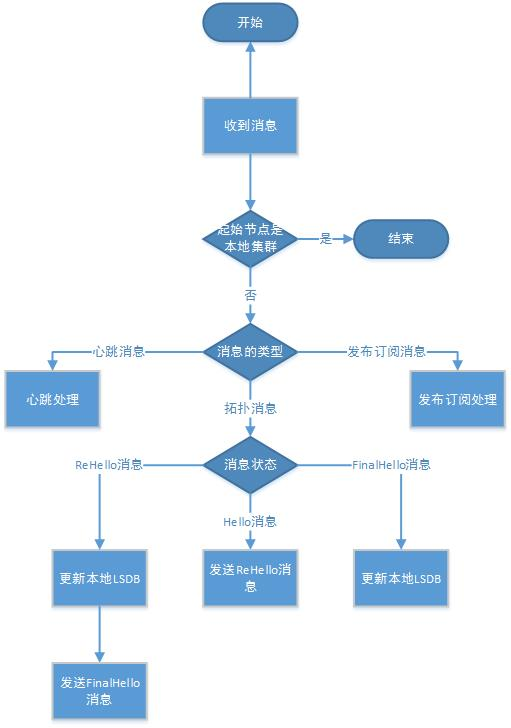 开始
收到消息
起始节点是
本地集群
是
结束
否
心跳消息
消息的类型
发布订阅消息
心跳处理
发布订阅处理
拓扑消息
ReHello消息
消息状态
FinalHello消息
Hello消息
更新本地LSDB
发送ReHello消
息
更新本地LSDB
发送FinalHello
消息